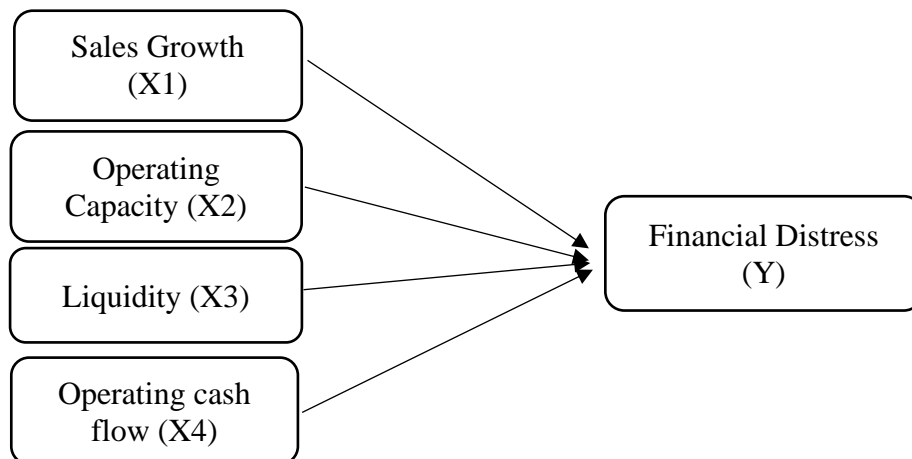 Sales Growth
(X1)
Operating
Capacity (X2)
Liquidity (X3)
Operating cash
flow (X4)
Financial Distress
(Y)